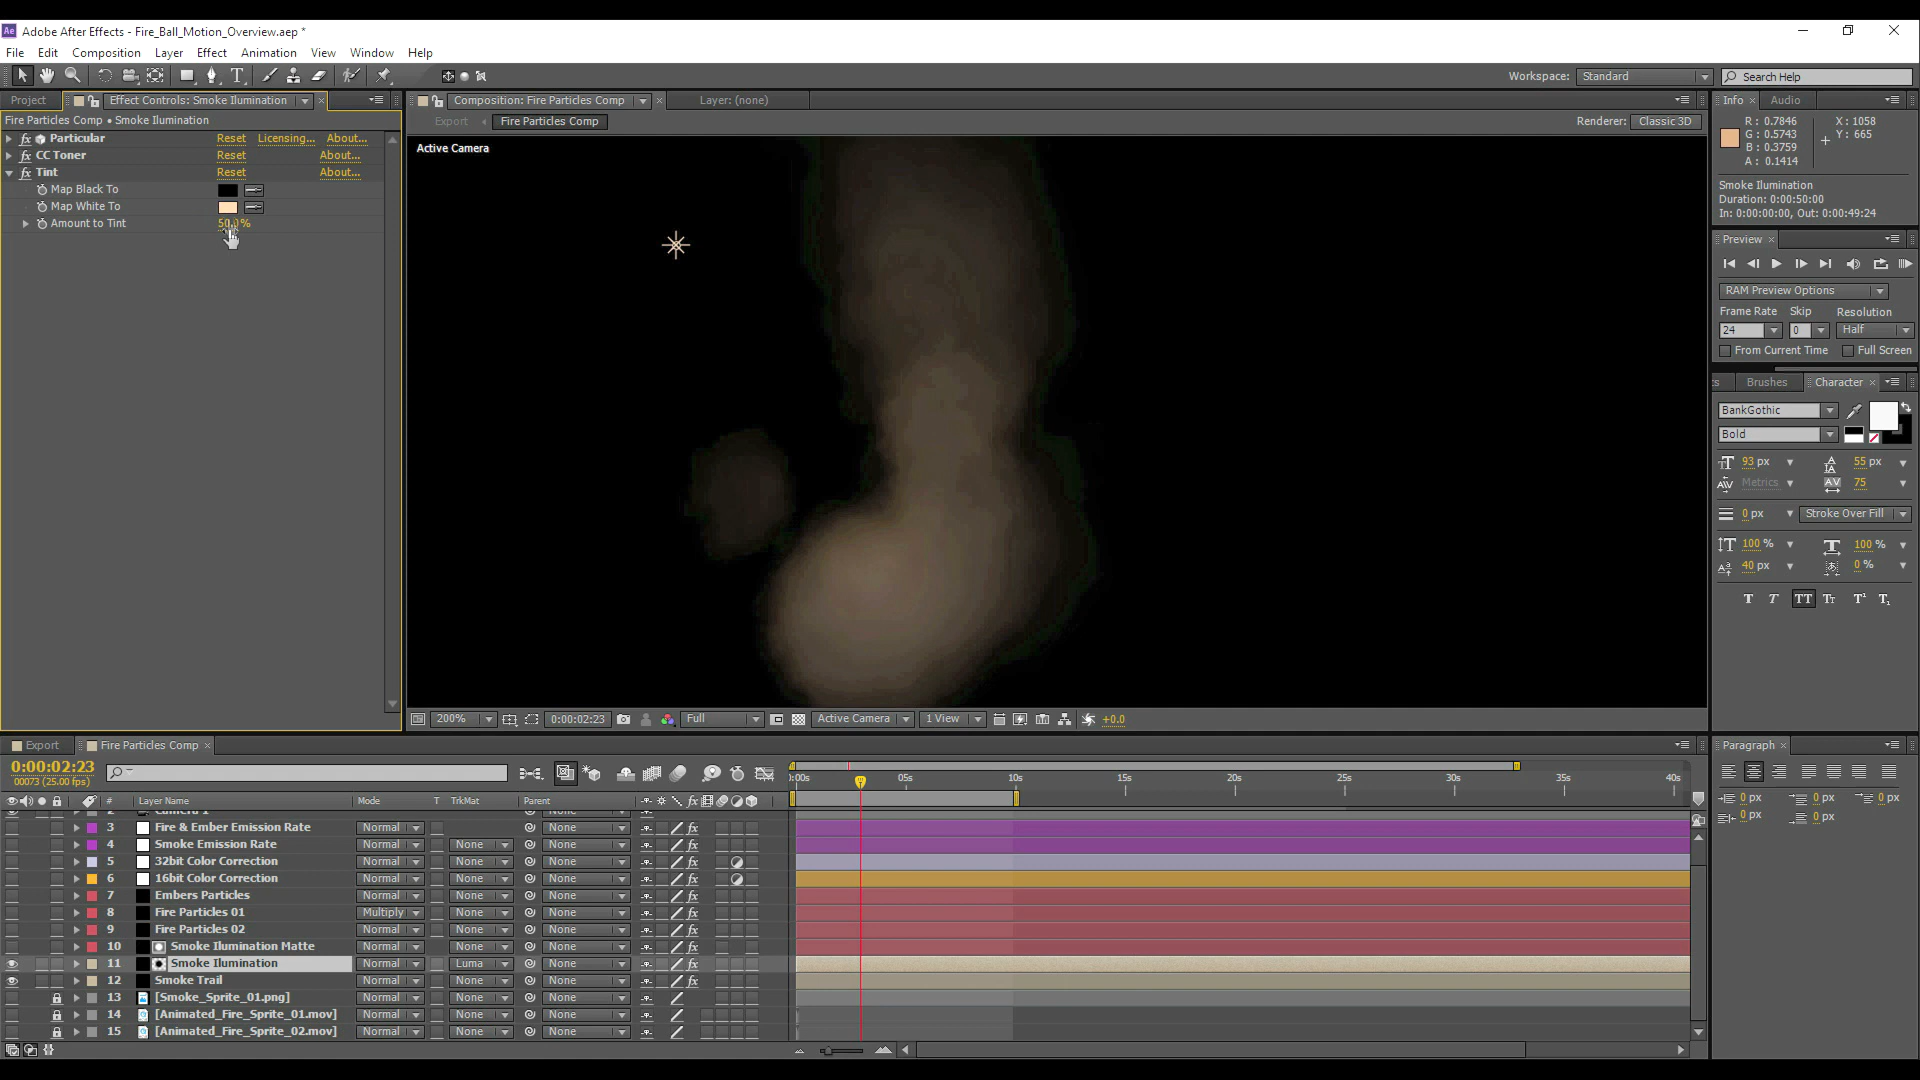 Ae Adobe After Effects - Fire_Ball_Motion_Overview.aep *
File Edit Composition Layer Effect Animation View Window Help
Workspace: Standard Search Help
Project Effect Controls: Smoke Ilumination
Composition: Fire Particles Comp Layer: (none)
Info Audio
Fire Particles Comp • Smoke Ilumination
Export Fire Particles Comp Renderer: Classic 3D
Particular Reset Licensing... About...
CC Toner Reset About...
Tint Reset About...
Map Black To
Map White To
Amount to Tint 50.0%
Active Camera
R : 0.7846 X : 1058
G : 0.5743 Y : 665
B : 0.3759
A : 0.1414
Smoke Ilumination
Duration: 0:00:50:00
In: 0:00:00:00, Out: 0:00:49:24
Preview
RAM Preview Options
Frame Rate Skip Resolution
24 0 Half
From Current Time Full Screen
Brushes Character
BankGothic
Bold
93 px 55 px
Metrics 75
0 px Stroke Over Fill
100 % 100 %
40 px 0 %
T T TT Tt T¹ T₁
200% 0:00:02:23 Full Active Camera 1 View +0.0
Export Fire Particles Comp
Paragraph
0:00:02:23
00073 (25.00 fps)
):00s 05s 10s 15s 20s 25s 30s 35s 40s
# Layer Name Mode T TrkMat Parent
0 px 0 px 0 px
0 px 0 px
3 Fire & Ember Emission Rate Normal None
4 Smoke Emission Rate Normal None None
5 32bit Color Correction Normal None None
6 16bit Color Correction Normal None None
7 Embers Particles Normal None None
8 Fire Particles 01 Multiply None None
9 Fire Particles 02 Normal None None
10 Smoke Ilumination Matte Normal None None
11 Smoke Ilumination Normal Luma None
12 Smoke Trail Normal None None
13 [Smoke_Sprite_01.png] Normal None None
14 [Animated_Fire_Sprite_01.mov] Normal None None
15 [Animated_Fire_Sprite_02.mov] Normal None None